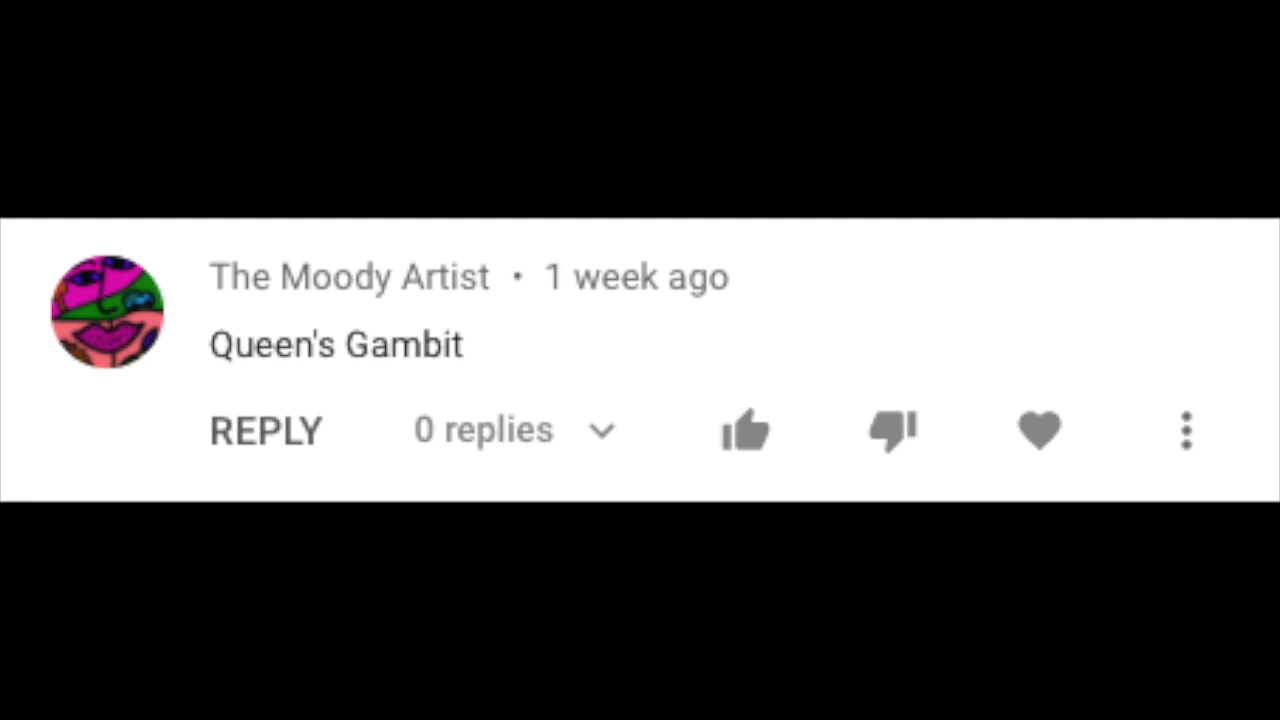 The Moody Artist • 1 week ago
Queen's Gambit
REPLY 0 replies